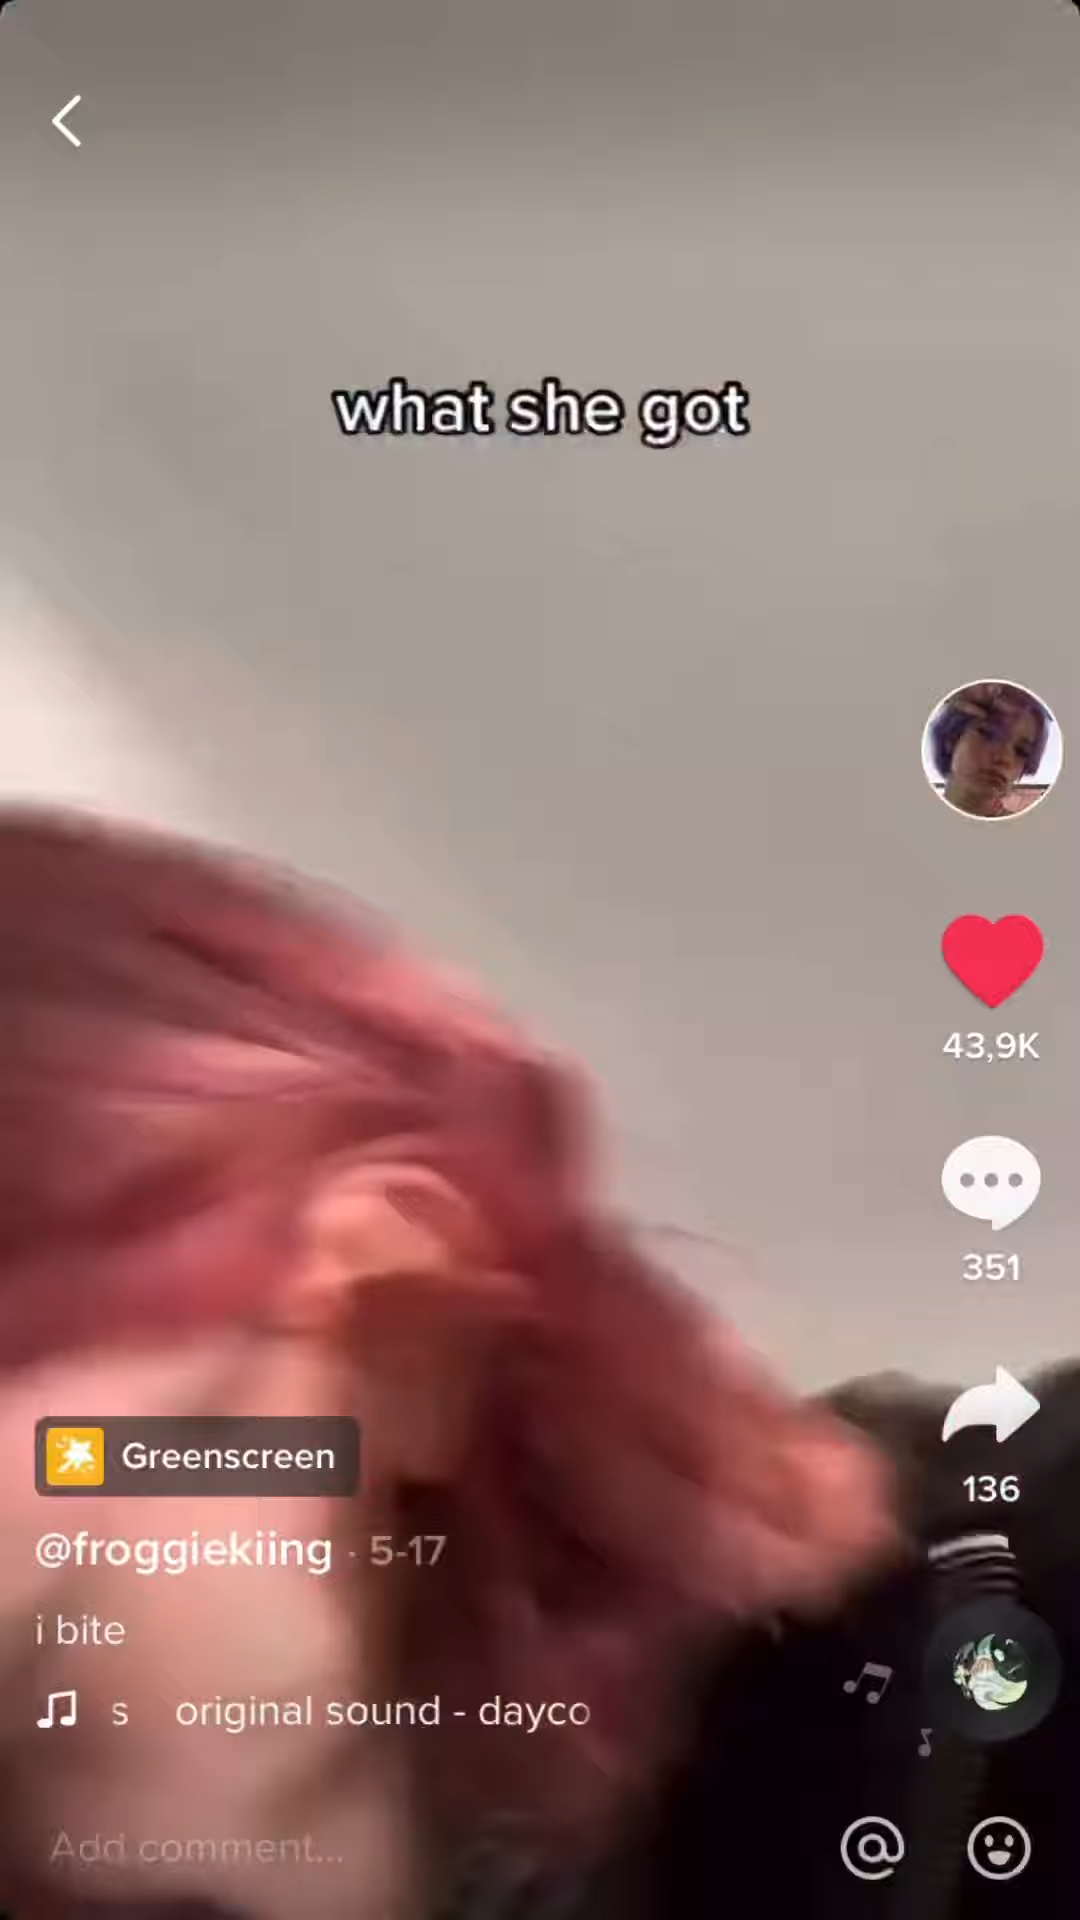 what she got
43,9K
351
136
Greenscreen
@froggiekiing · 5-17
i bite
s original sound - dayco
Add comment...